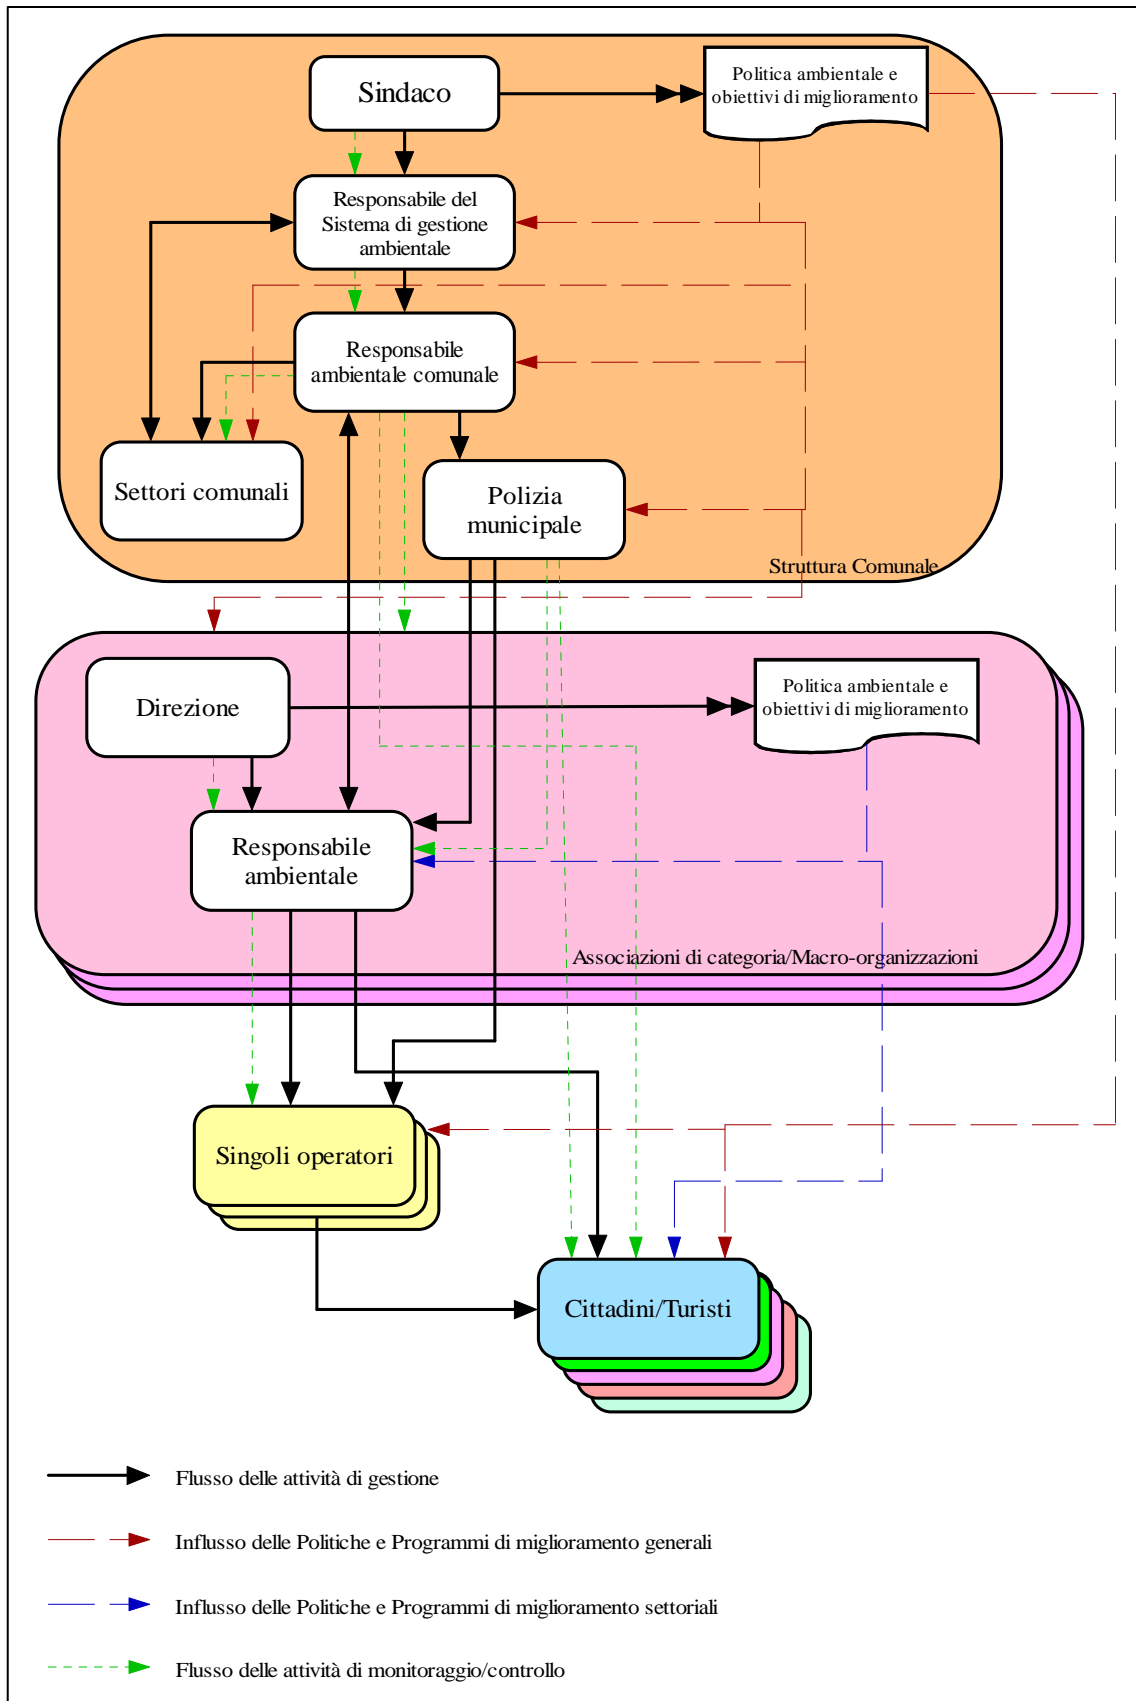 Sindaco
Politica ambientale e
obiettivi di miglioramento
Responsabile del
Sistema di gestione
ambientale
Responsabile
ambientale comunale
Settori comunali
Polizia
municipale
Struttura Comunale
Direzione
Politica ambientale e
obiettivi di miglioramento
Responsabile
ambientale
Associazioni di categoria/Macro-organizzazioni
Singoli operatori
Cittadini/Turisti
Flusso delle attività di gestione
Influsso delle Politiche e Programmi di miglioramento generali
Influsso delle Politiche e Programmi di miglioramento settoriali
Flusso delle attività di monitoraggio/controllo